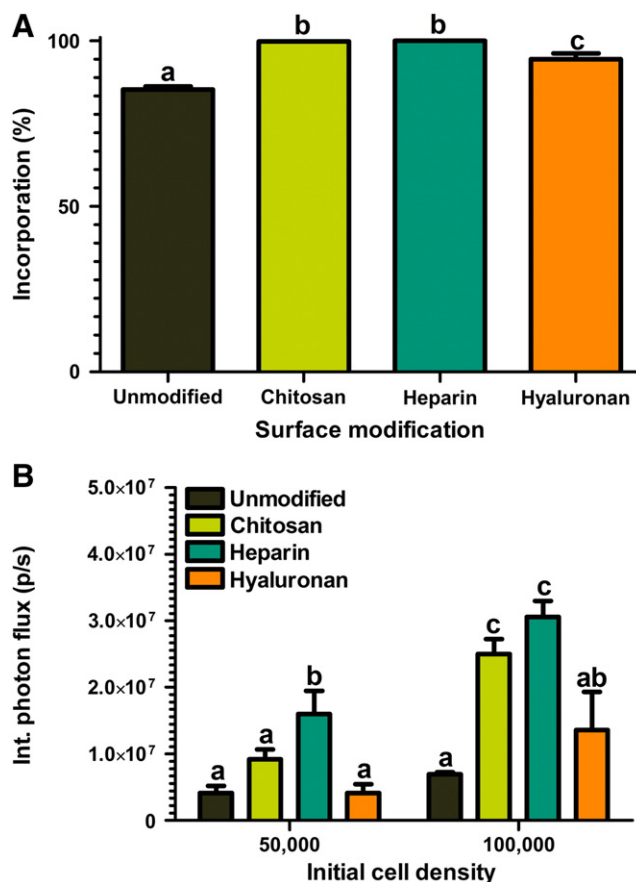 A
100
50
0
Incorporation (%)
a
b
b
c
Unmodified Chitosan Heparin Hyaluronan
Surface modification
B
5.0×10⁷
4.0×10⁷
3.0×10⁷
2.0×10⁷
1.0×10⁷
0
Int. photon flux (p/s)
Unmodified
Chitosan
Heparin
Hyaluronan
a
a
b
a
a
c
c
ab
50,000 100,000
Initial cell density